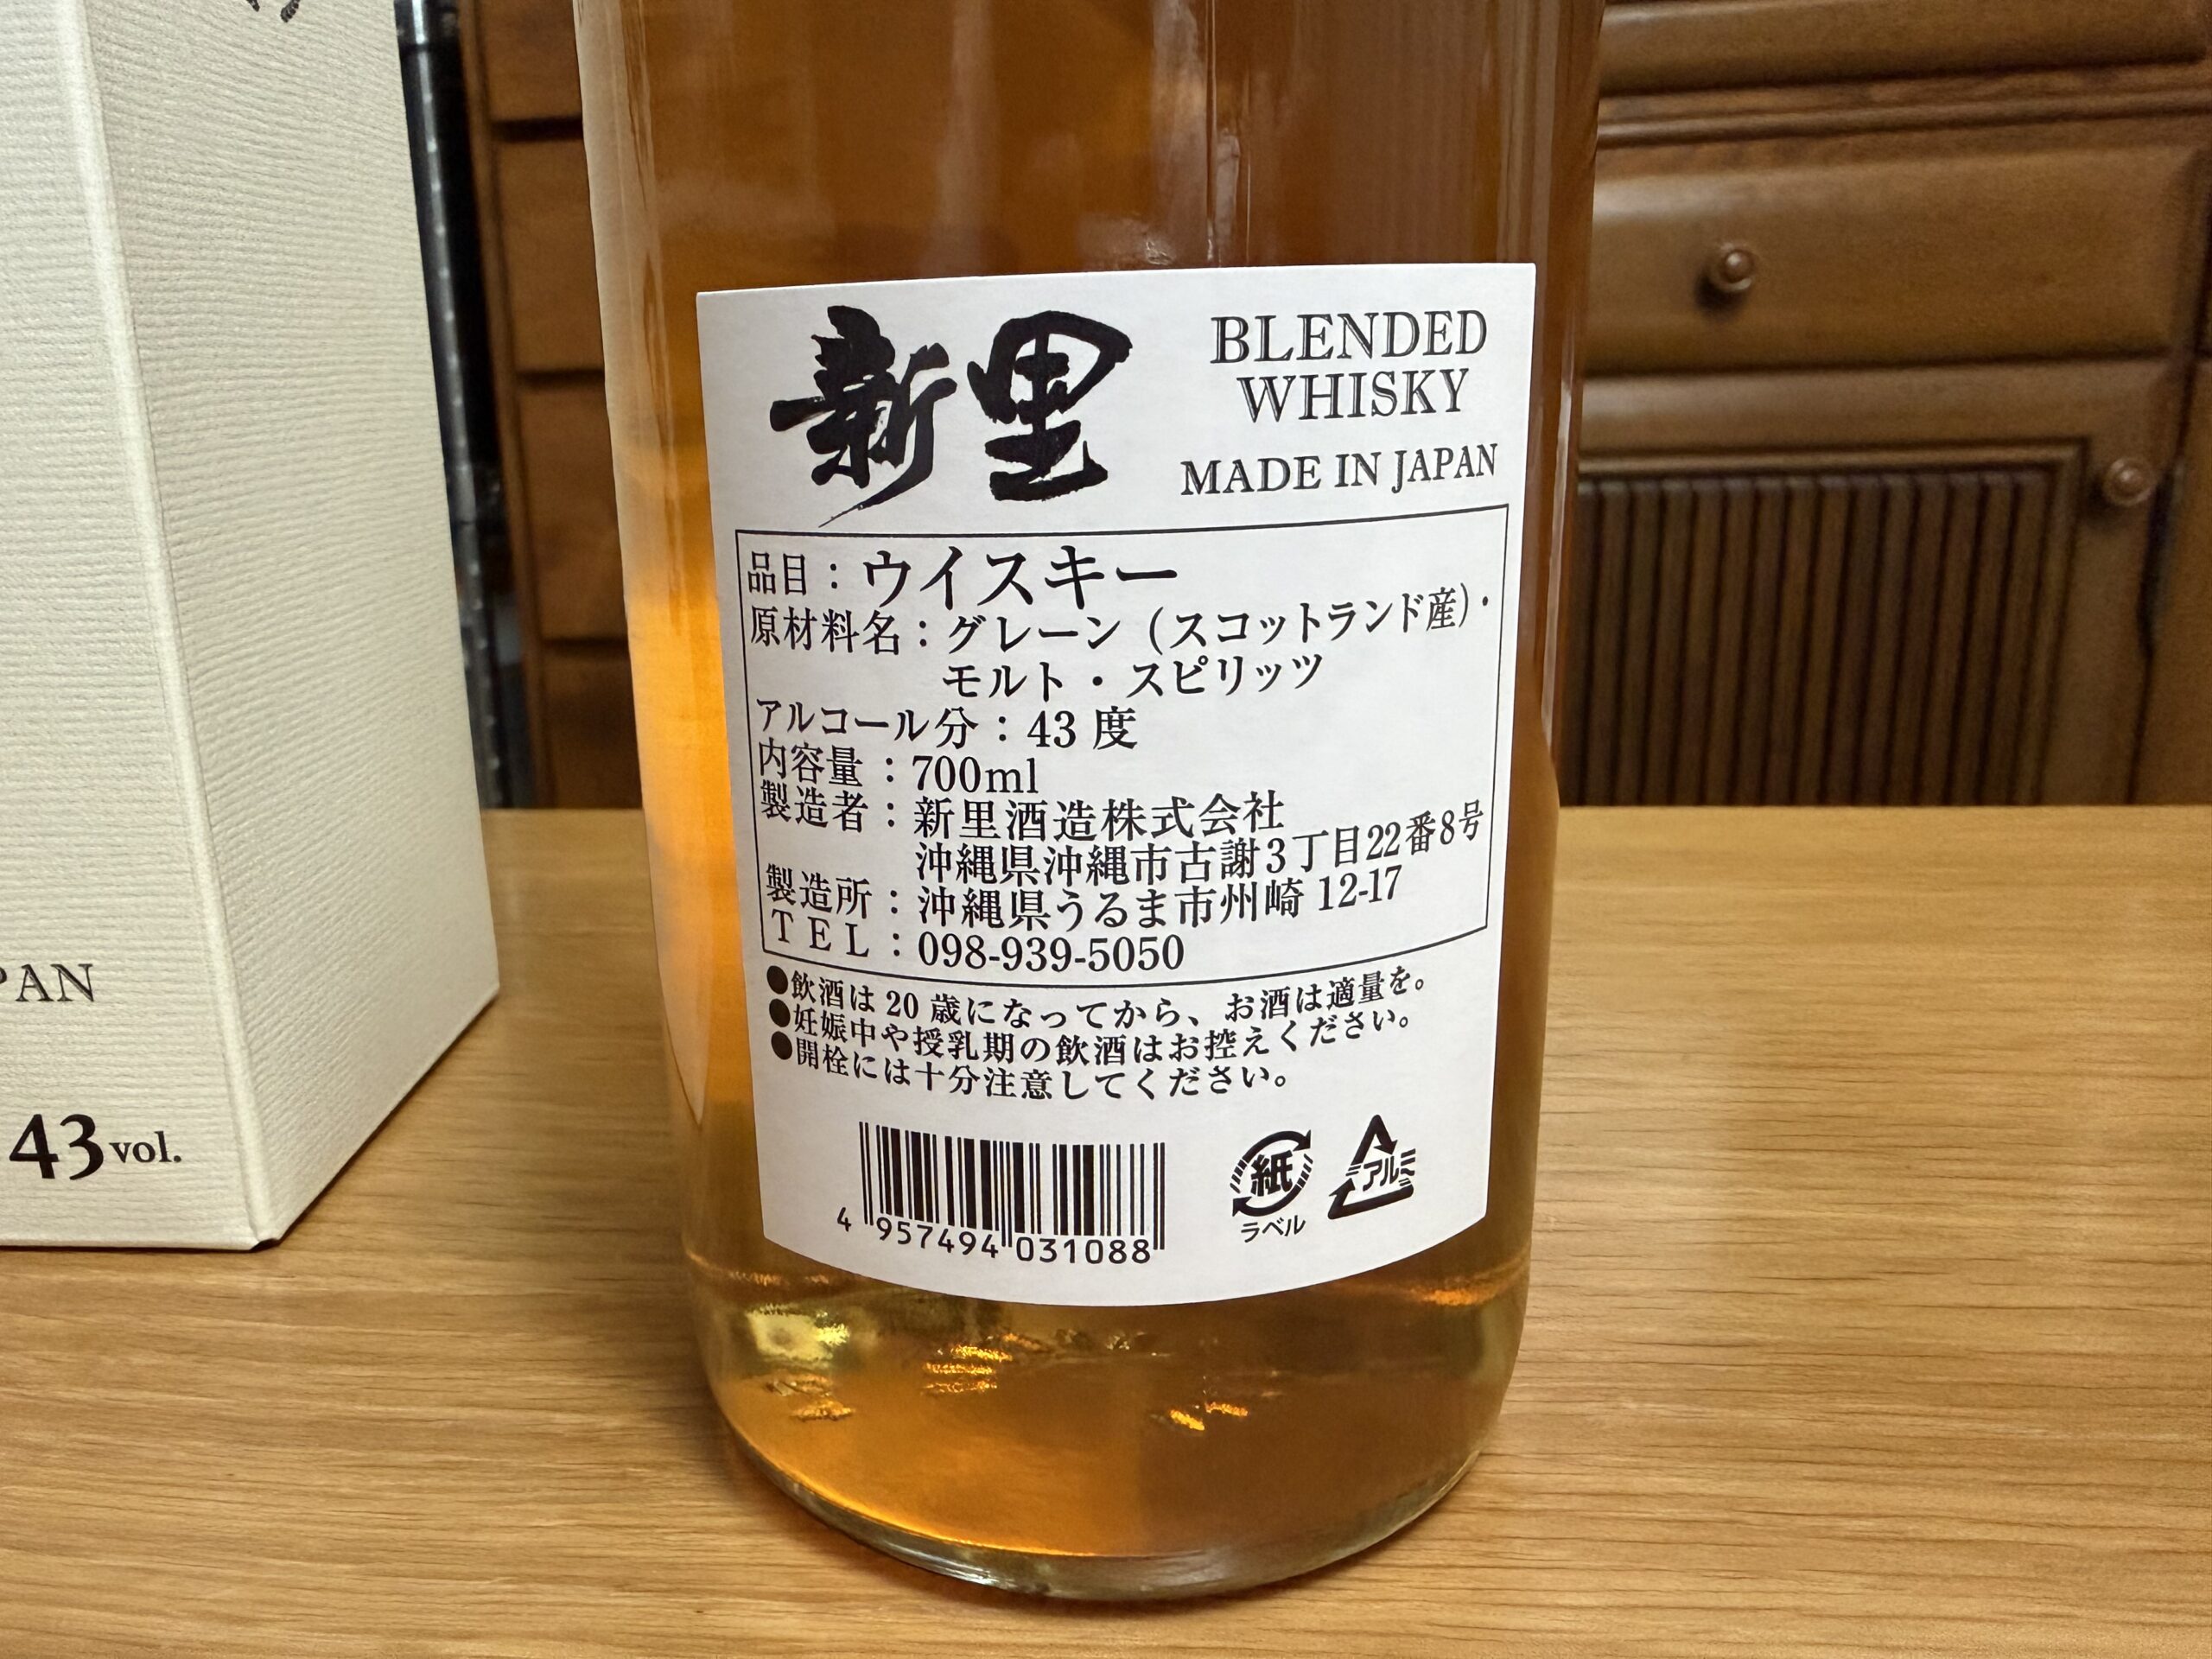 新里
BLENDED
WHISKY
MADE IN JAPAN
品目：ウイスキー
原材料名：グレーン（スコットランド産）・
モルト・スピリッツ
アルコール分：43 度
内容量：700ml
製造者：新里酒造株式会社
沖縄県沖縄市古謝3丁目22番8号
製造所：沖縄県うるま市州崎 12-17
ＴＥＬ：098-939-5050
●飲酒は 20 歳になってから、お酒は適量を。
●妊娠中や授乳期の飲酒はお控えください。
●開栓には十分注意してください。
4 957494 031088
紙
ラベル
アルミ
PAN
43 vol.